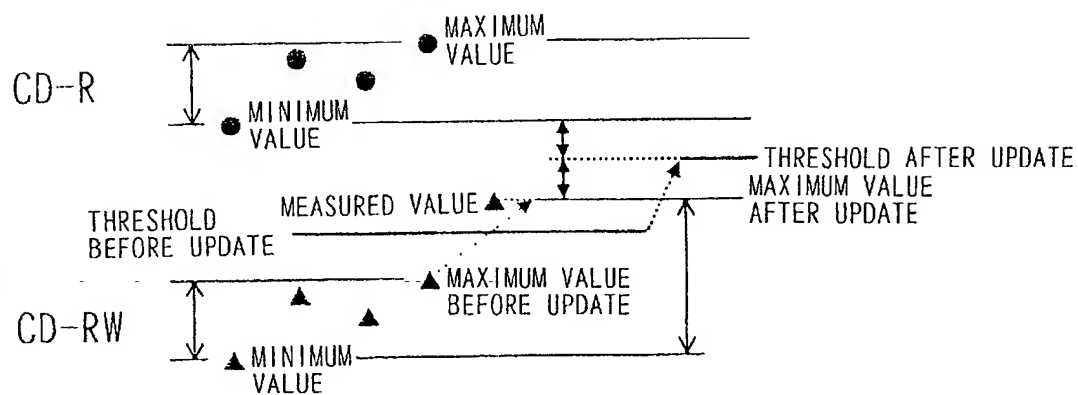 MAXIMUM
VALUE
CD-R
MINIMUM
VALUE
THRESHOLD AFTER UPDATE
MEASURED VALUE
MAXIMUM VALUE
AFTER UPDATE
THRESHOLD
BEFORE UPDATE
MAXIMUM VALUE
BEFORE UPDATE
CD-RW
MINIMUM
VALUE